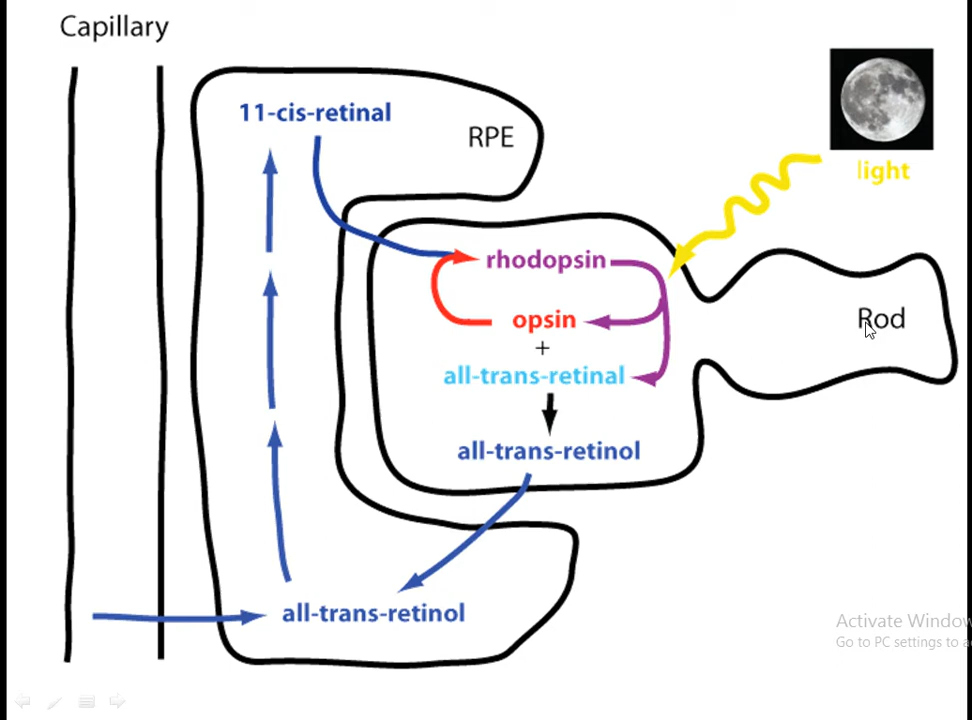 Capillary
11-cis-retinal
RPE
light
rhodopsin
opsin
+
all-trans-retinal
Rod
all-trans-retinol
all-trans-retinol
Activate Window
Go to PC settings to a